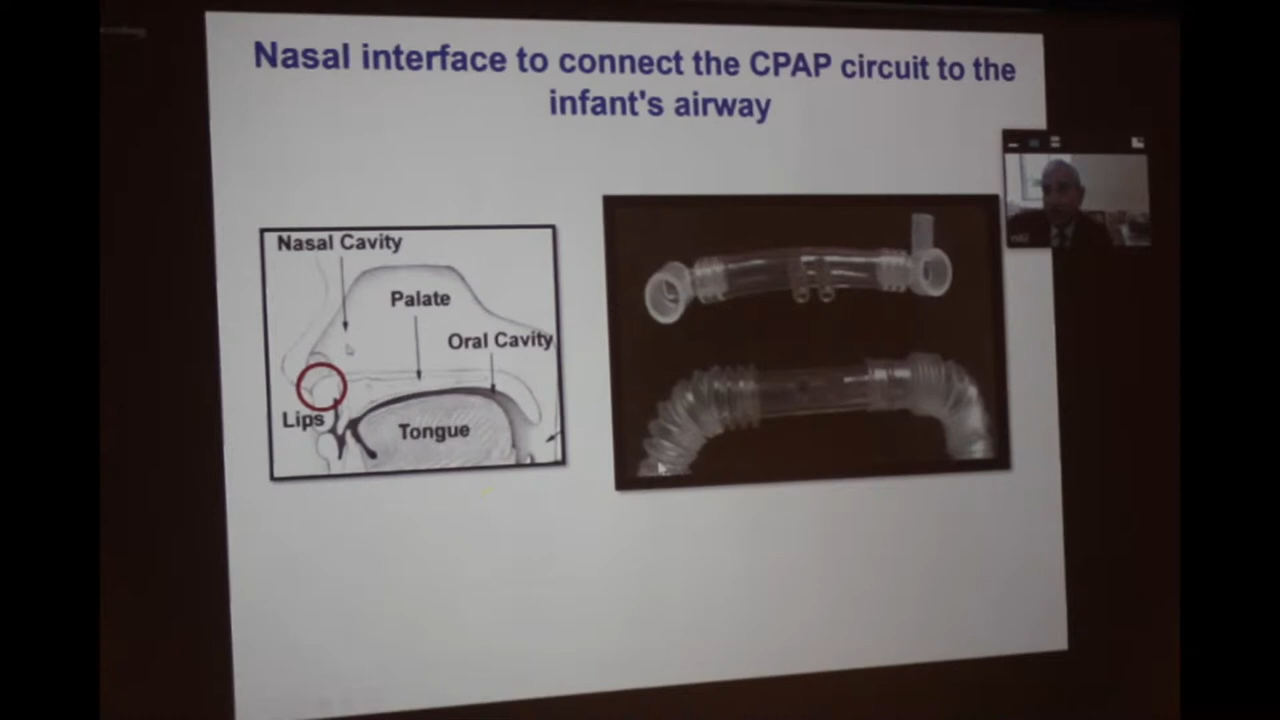 Nasal interface to connect the CPAP circuit to the
infant's airway
Nasal Cavity
Palate
Oral Cavity
Lips
Tongue